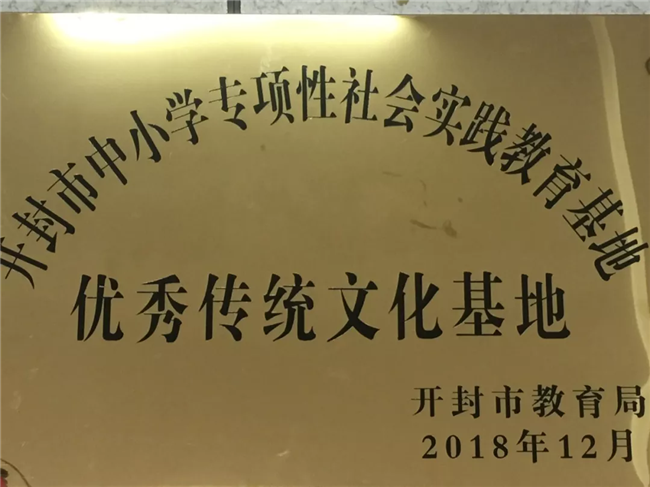 开封市中小学专项性社会实践教育基地
优秀传统文化基地
开封市教育局
2018年12月